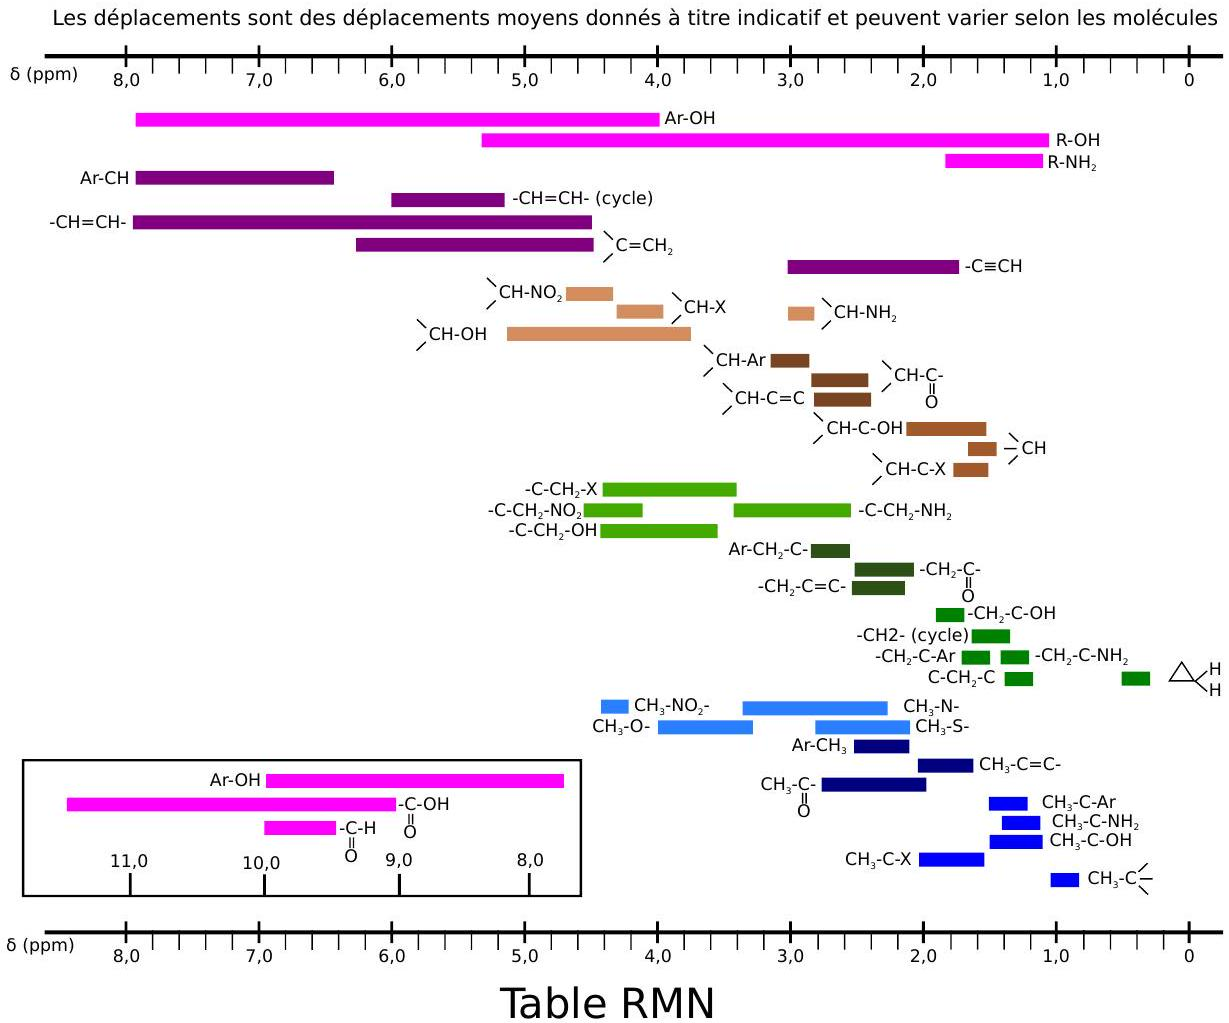 Les déplacements sont des déplacements moyens donnés à titre indicatif et peuvent varier selon les molécules
δ (ppm) 8,0 7,0 6,0 5,0 4,0 3,0 2,0 1,0 0
Ar-OH
R-OH
R-NH₂
Ar-CH
-CH=CH- (cycle)
-CH=CH-
C=CH₂
-C≡CH
CH-NO₂
CH-X
CH-NH₂
CH-OH
CH-Ar
CH-C-
O
CH-C=C
CH-C-OH
CH
CH-C-X
-C-CH₂-X
-C-CH₂-NO₂
-C-CH₂-NH₂
-C-CH₂-OH
Ar-CH₂-C-
-CH₂-C-
O
-CH₂-C=C-
-CH₂-C-OH
-CH2- (cycle)
-CH₂-C-Ar
-CH₂-C-NH₂
C-CH₂-C
H
H
CH₃-NO₂-
CH₃-N-
CH₃-O-
CH₃-S-
Ar-CH₃
CH₃-C=C-
CH₃-C-
O
CH₃-C-Ar
CH₃-C-NH₂
CH₃-C-OH
CH₃-C-X
CH₃-C
Ar-OH
-C-OH
O
-C-H
O
11,0 10,0 9,0 8,0
δ (ppm) 8,0 7,0 6,0 5,0 4,0 3,0 2,0 1,0 0
Table RMN